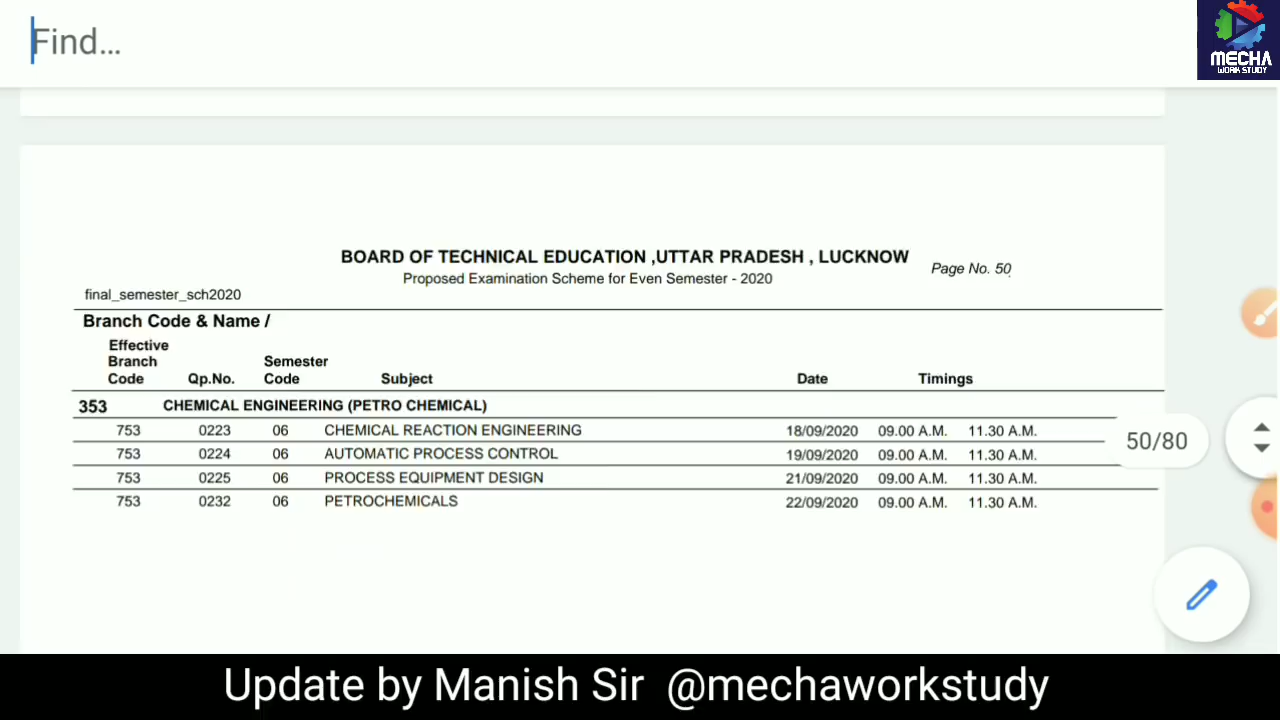 Find...
MECHA
WORK STUDY
BOARD OF TECHNICAL EDUCATION ,UTTAR PRADESH , LUCKNOW
Page No. 50
Proposed Examination Scheme for Even Semester - 2020
final_semester_sch2020
Branch Code & Name /
Effective Branch Code Qp.No. Semester Code Subject Date Timings
353 CHEMICAL ENGINEERING (PETRO CHEMICAL)
753 0223 06 CHEMICAL REACTION ENGINEERING 18/09/2020 09.00 A.M. 11.30 A.M.
50/80
753 0224 06 AUTOMATIC PROCESS CONTROL 19/09/2020 09.00 A.M. 11.30 A.M.
753 0225 06 PROCESS EQUIPMENT DESIGN 21/09/2020 09.00 A.M. 11.30 A.M.
753 0232 06 PETROCHEMICALS 22/09/2020 09.00 A.M. 11.30 A.M.
Update by Manish Sir @mechaworkstudy